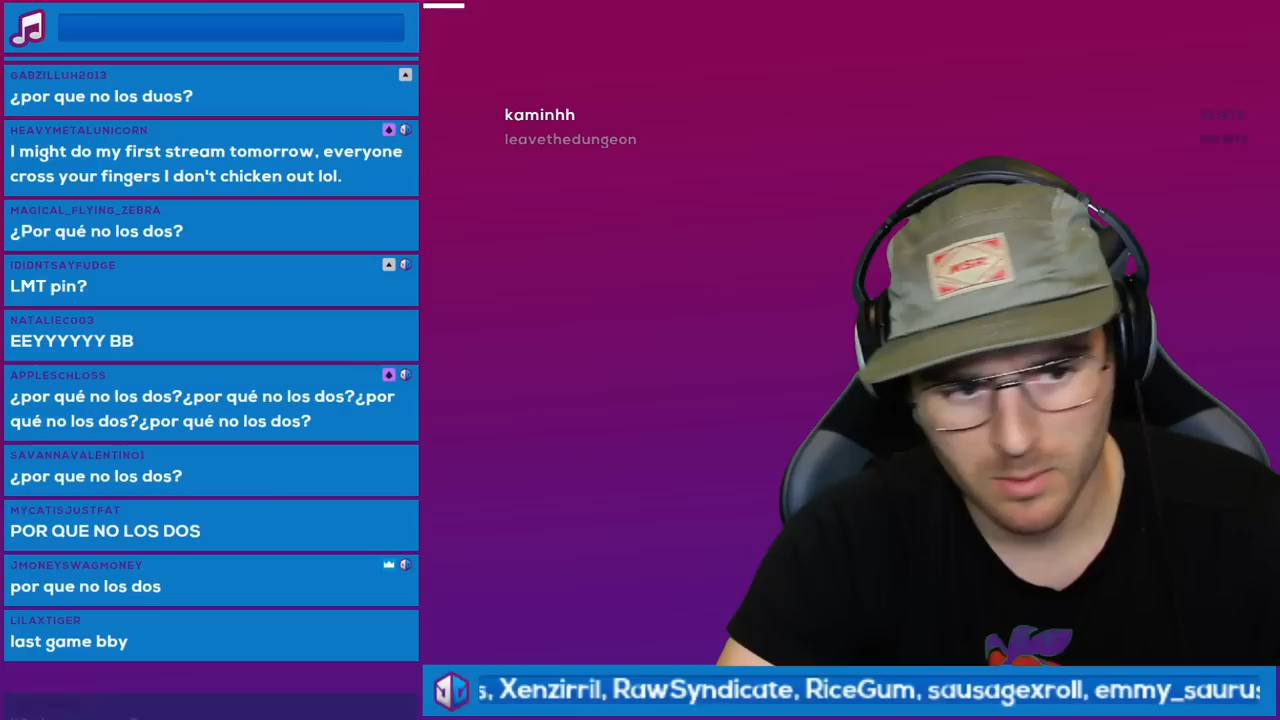 GABZILLUH2013
¿por que no los duos?
HEAVYMETALUNICORN
I might do my first stream tomorrow, everyone
cross your fingers I don't chicken out lol.
MAGICAL_FLYING_ZEBRA
¿Por qué no los dos?
IDIDNTSAYFUDGE
LMT pin?
NATALIEC003
EEYYYYYY BB
APPLESCHLOSS
¿por qué no los dos?¿por qué no los dos?¿por
qué no los dos?¿por qué no los dos?
SAVANNAVALENTINO1
¿por que no los dos?
MYCATISJUSTFAT
POR QUE NO LOS DOS
JMONEYSWAGMONEY
por que no los dos
LILAXTIGER
last game bby
kaminhh
leavethedungeon
s, Xenzirril, RawSyndicate, RiceGum, sausagexroll, emmy_saurus